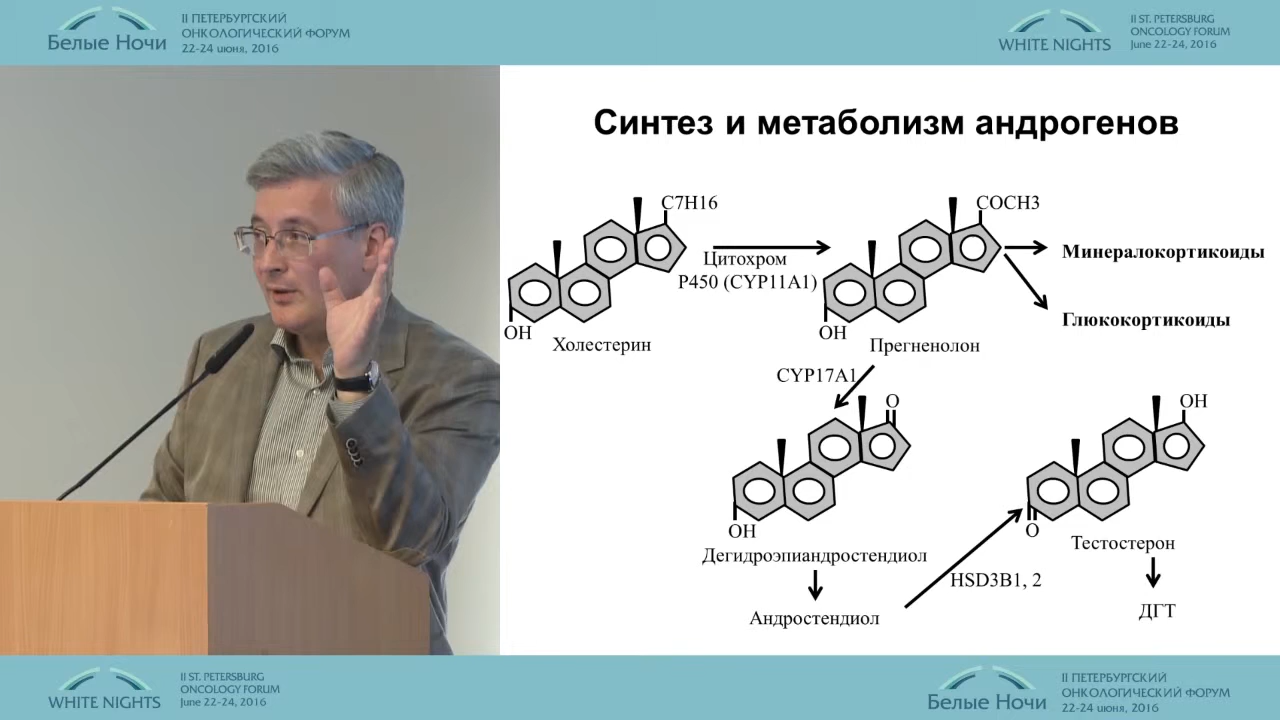 Белые Ночи
II ПЕТЕРБУРГСКИЙ
ОНКОЛОГИЧЕСКИЙ ФОРУМ
22-24 июня, 2016
WHITE NIGHTS
II ST. PETERSBURG
ONCOLOGY FORUM
June 22-24, 2016
Синтез и метаболизм андрогенов
C7H16
COCH3
Цитохром
P450 (CYP11A1)
Минералокортикоиды
Глюкокортикоиды
OH
Холестерин
OH
Прегненолон
CYP17A1
O
OH
OH
Дегидроэпиандростендиол
O
Тестостерон
HSD3B1, 2
Андростендиол
ДГТ
WHITE NIGHTS
II ST. PETERSBURG
ONCOLOGY FORUM
June 22-24, 2016
Белые Ночи
II ПЕТЕРБУРГСКИЙ
ОНКОЛОГИЧЕСКИЙ ФОРУМ
22-24 июня, 2016